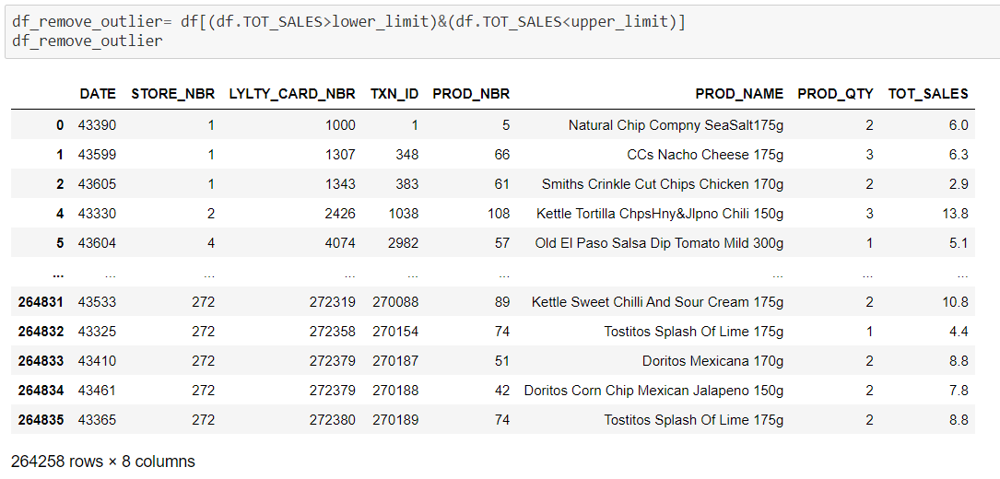 df_remove_outlier= df[(df.TOT_SALES>lower_limit)&(df.TOT_SALES<upper_limit)]
df_remove_outlier
DATE STORE_NBR LYLTY_CARD_NBR TXN_ID PROD_NBR PROD_NAME PROD_QTY TOT_SALES
0 43390 1 1000 1 5 Natural Chip Compny SeaSalt175g 2 6.0
1 43599 1 1307 348 66 CCs Nacho Cheese 175g 3 6.3
2 43605 1 1343 383 61 Smiths Crinkle Cut Chips Chicken 170g 2 2.9
4 43330 2 2426 1038 108 Kettle Tortilla ChpsHny&Jlpno Chili 150g 3 13.8
5 43604 4 4074 2982 57 Old El Paso Salsa Dip Tomato Mild 300g 1 5.1
... ... ... ... ... ... ... ... ...
264831 43533 272 272319 270088 89 Kettle Sweet Chilli And Sour Cream 175g 2 10.8
264832 43325 272 272358 270154 74 Tostitos Splash Of Lime 175g 1 4.4
264833 43410 272 272379 270187 51 Doritos Mexicana 170g 2 8.8
264834 43461 272 272379 270188 42 Doritos Corn Chip Mexican Jalapeno 150g 2 7.8
264835 43365 272 272380 270189 74 Tostitos Splash Of Lime 175g 2 8.8
264258 rows × 8 columns